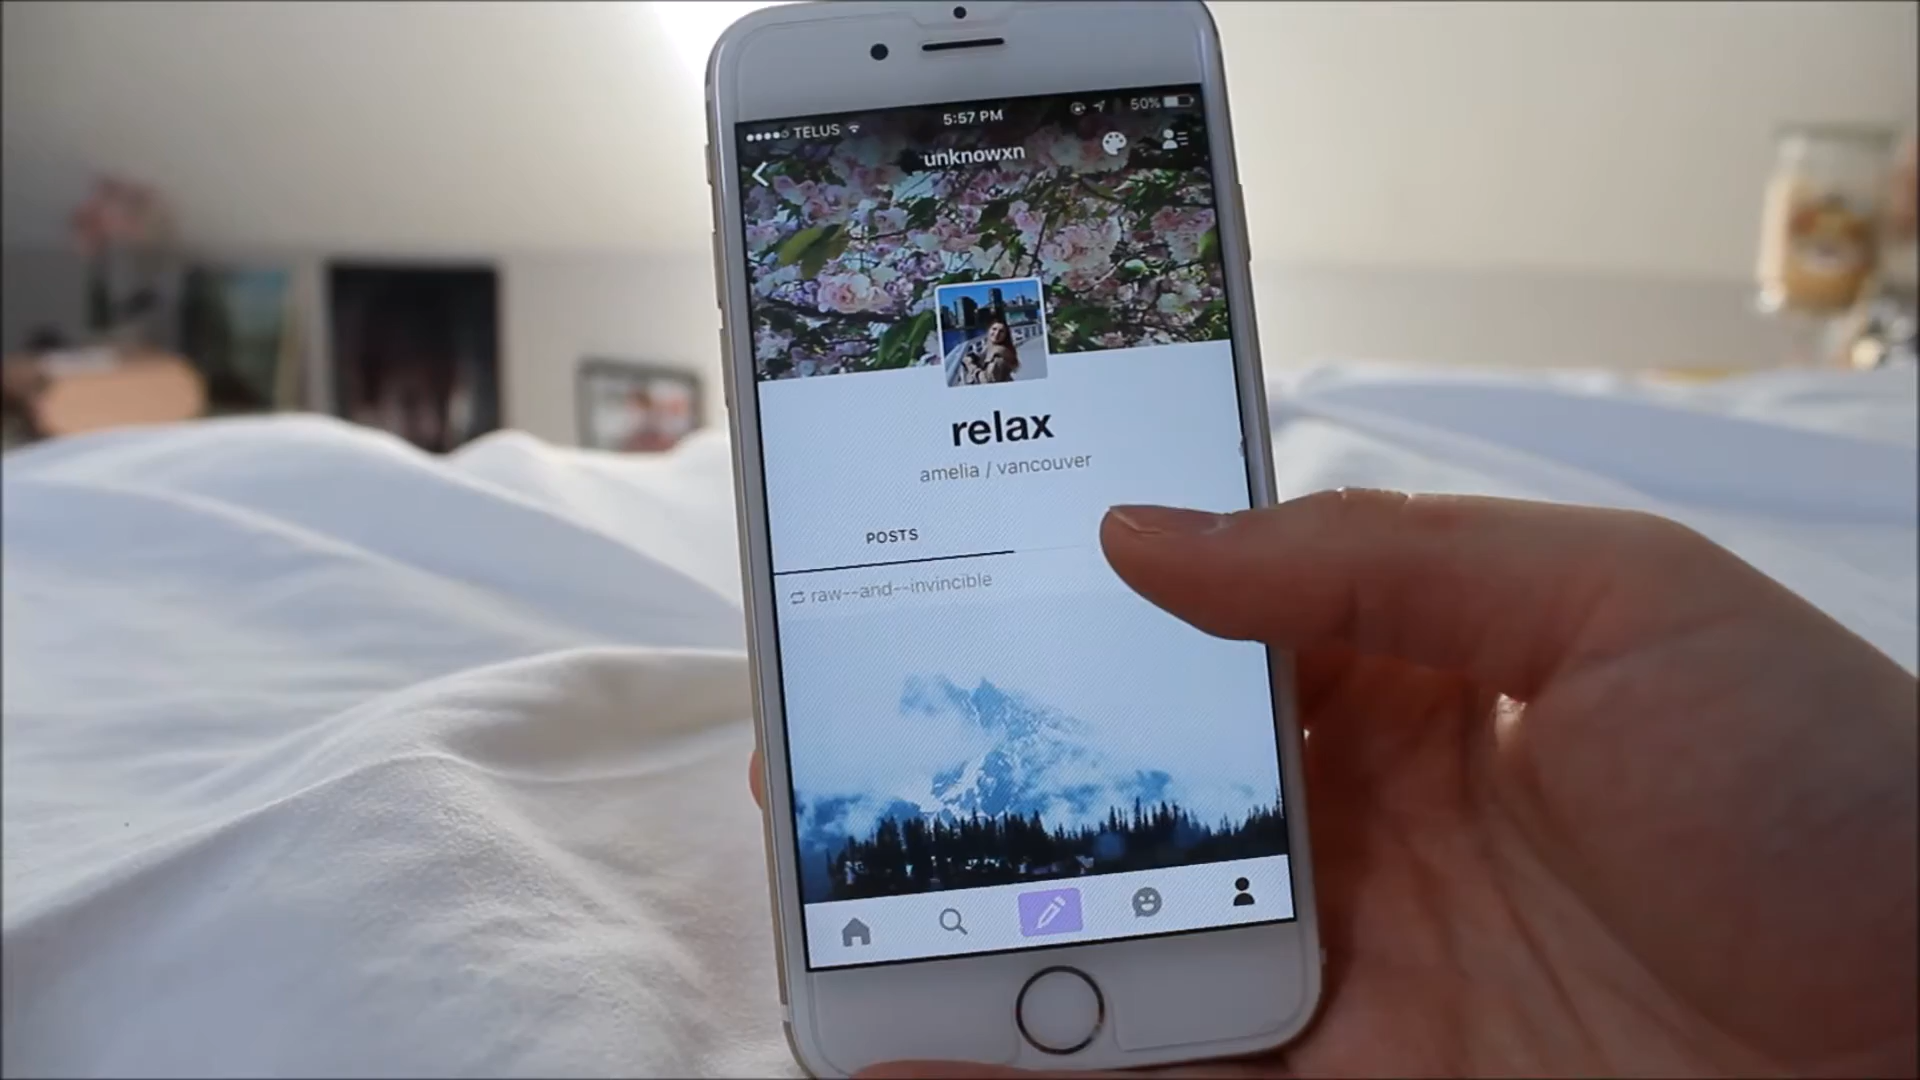 TELUS 5:57 PM 50%
unknowxn
relax
amelia / vancouver
POSTS
raw--and--invincible